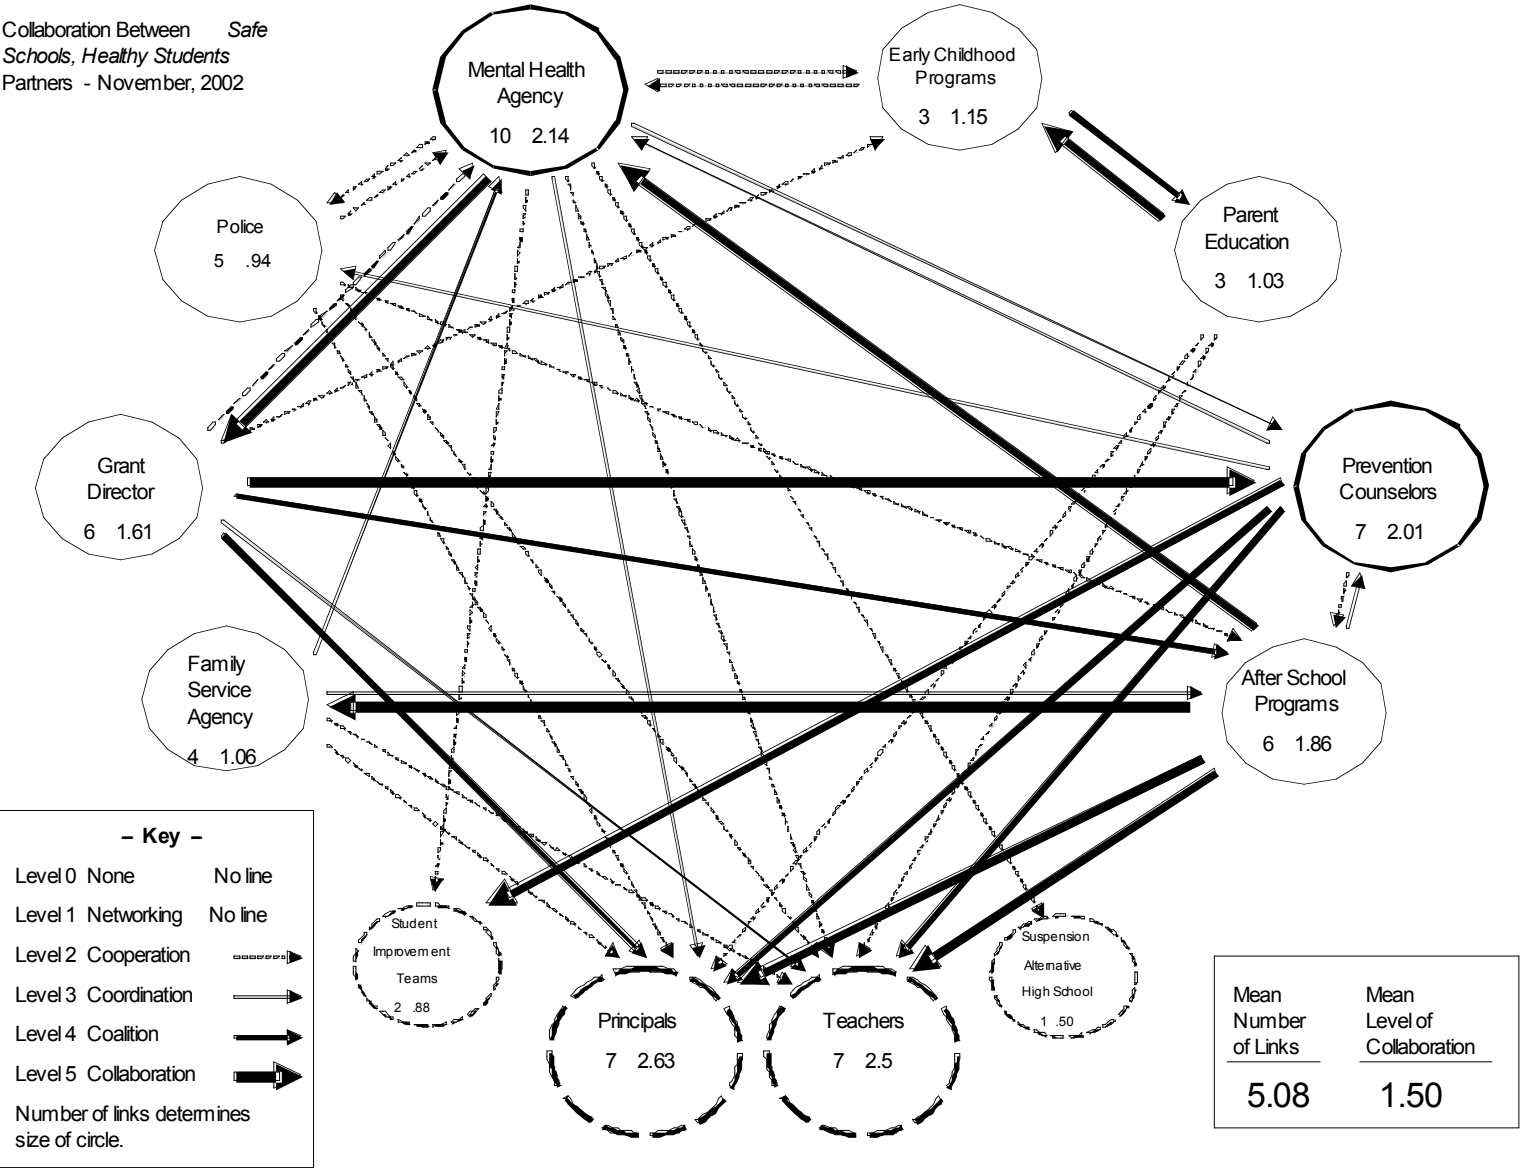 Collaboration Between Safe
Schools, Healthy Students
Partners - November, 2002
Mental Health
Agency
10 2.14
Early Childhood
Programs
3 1.15
Police
5 .94
Parent
Education
3 1.03
Grant
Director
6 1.61
Prevention
Counselors
7 2.01
Family
Service
Agency
4 1.06
After School
Programs
6 1.86
– Key –
Level 0 None No line
Level 1 Networking No line
Level 2 Cooperation
Level 3 Coordination
Level 4 Coalition
Level 5 Collaboration
Number of links determines
size of circle.
Student
Improvement
Teams
2 .88
Principals
7 2.63
Teachers
7 2.5
Suspension
Alternative
High School
1 .50
Mean
Number
of Links
5.08
Mean
Level of
Collaboration
1.50